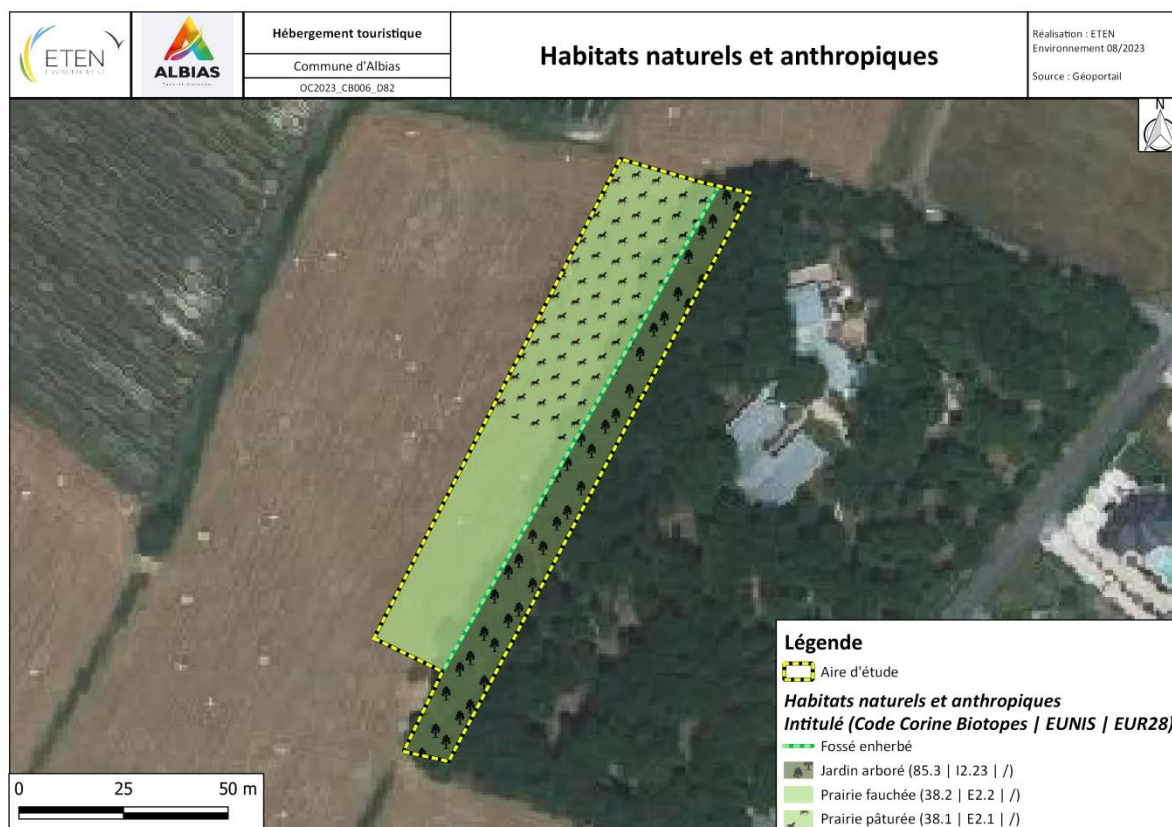 ETEN
ENVIRONNEMENT
ALBIAS
Hébergement touristique
Commune d'Albias
OC2023_CB006_D82
Habitats naturels et anthropiques
Réalisation : ETEN
Environnement 08/2023
Source : Géoportail
N
Légende
Aire d'étude
Habitats naturels et anthropiques
Intitulé (Code Corine Biotopes | EUNIS | EUR28)
Fossé enherbé
Jardin arboré (85.3 | I2.23 | /)
Prairie fauchée (38.2 | E2.2 | /)
Prairie pâturée (38.1 | E2.1 | /)
0 25 50 m